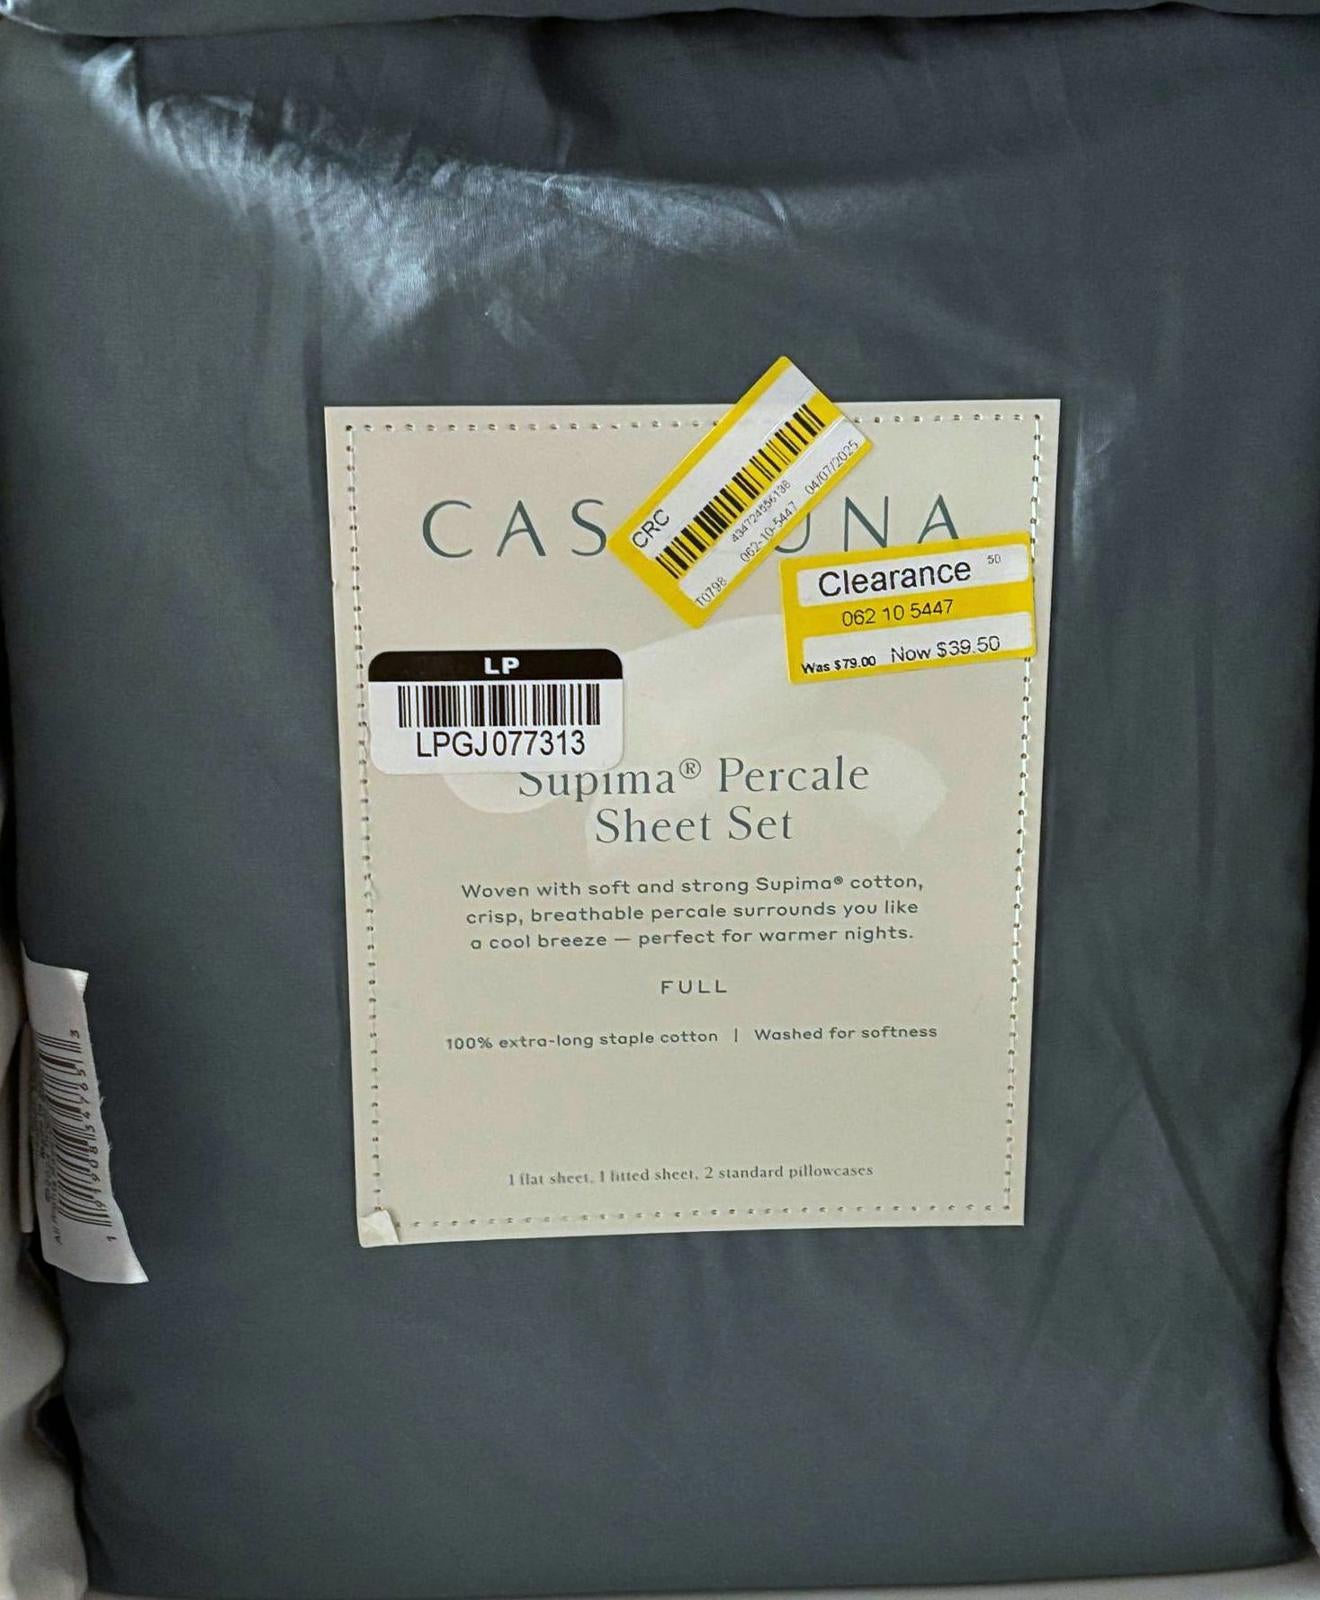 CAS
UNA
CRC
434724556138
062-10-5447 04/07/2025
T0798
Clearance 50
062 10 5447
Was $79.00 Now $39.50
LP
LPGJ077313
Supima® Percale
Sheet Set
Woven with soft and strong Supima® cotton,
crisp, breathable percale surrounds you like
a cool breeze — perfect for warmer nights.
FULL
100% extra-long staple cotton | Washed for softness
1 flat sheet, 1 fitted sheet, 2 standard pillowcases